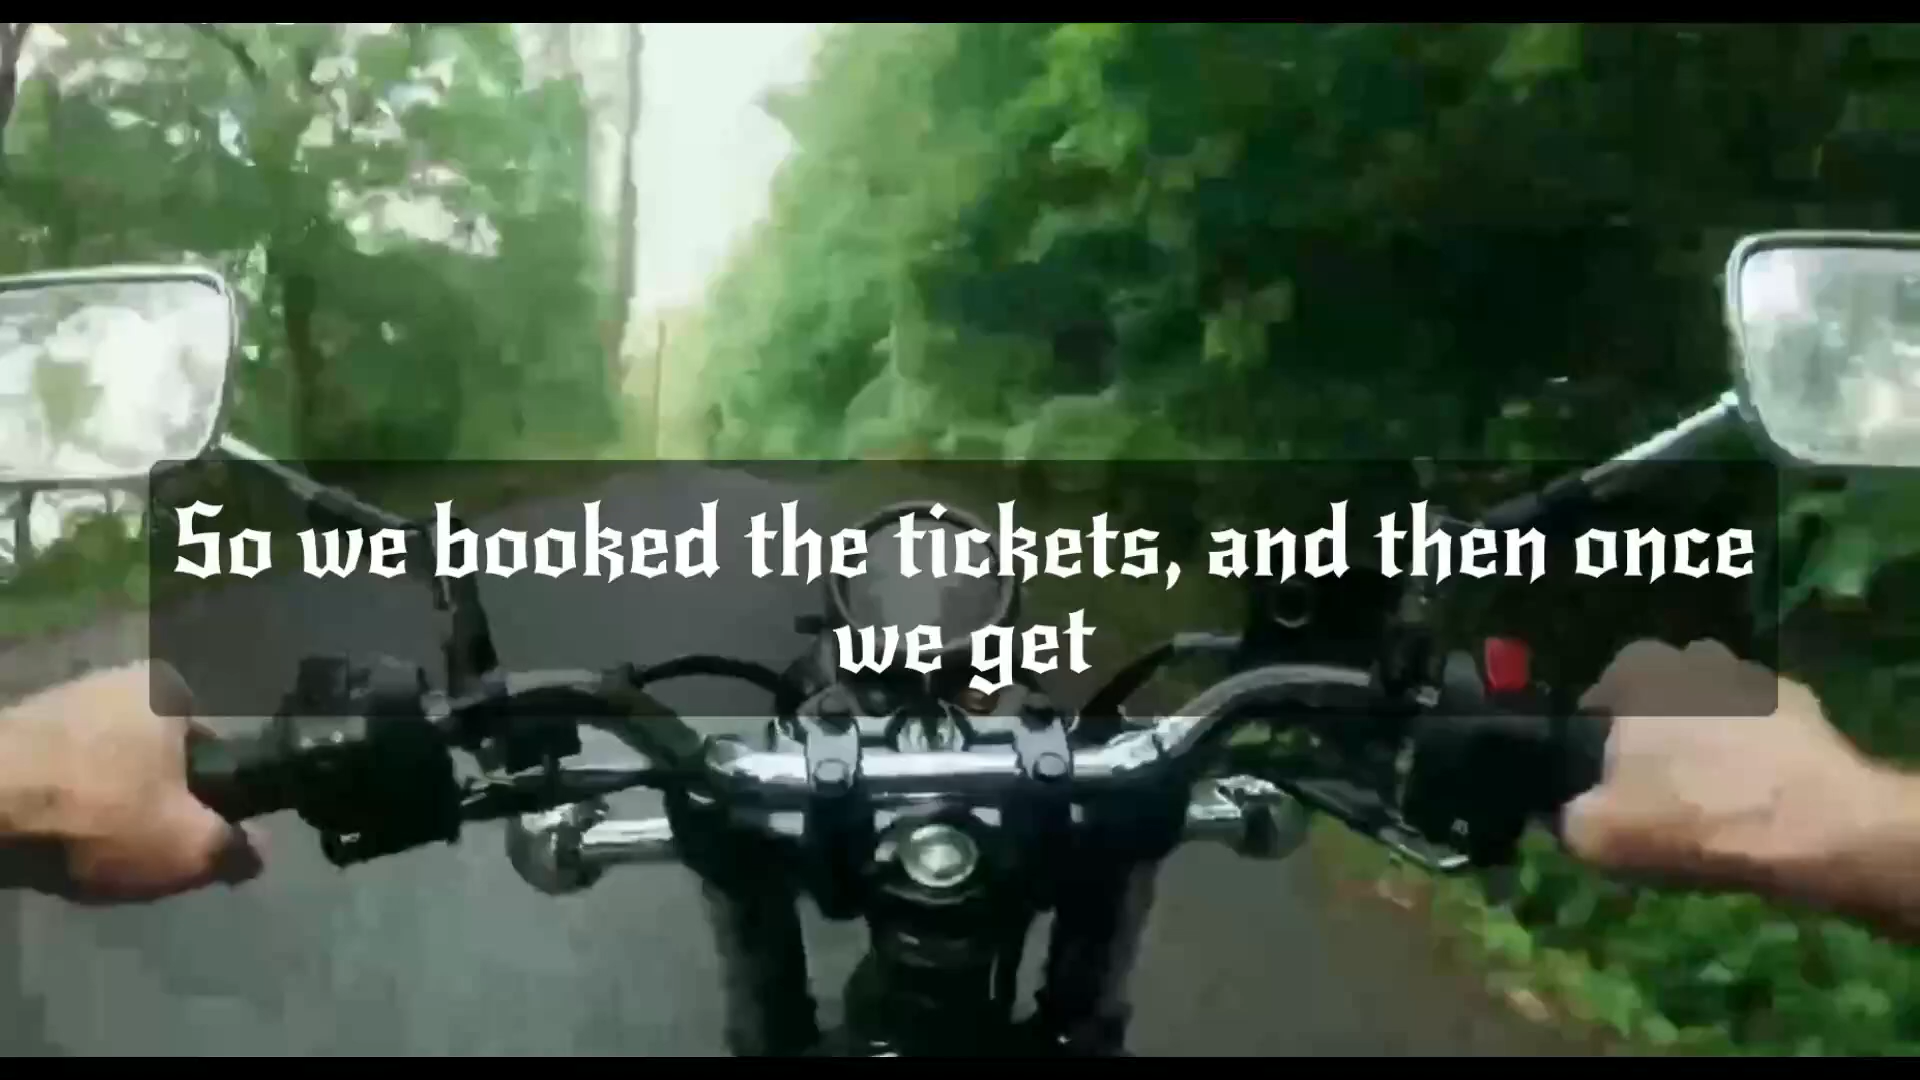 So we booked the tickets, and then once
we get